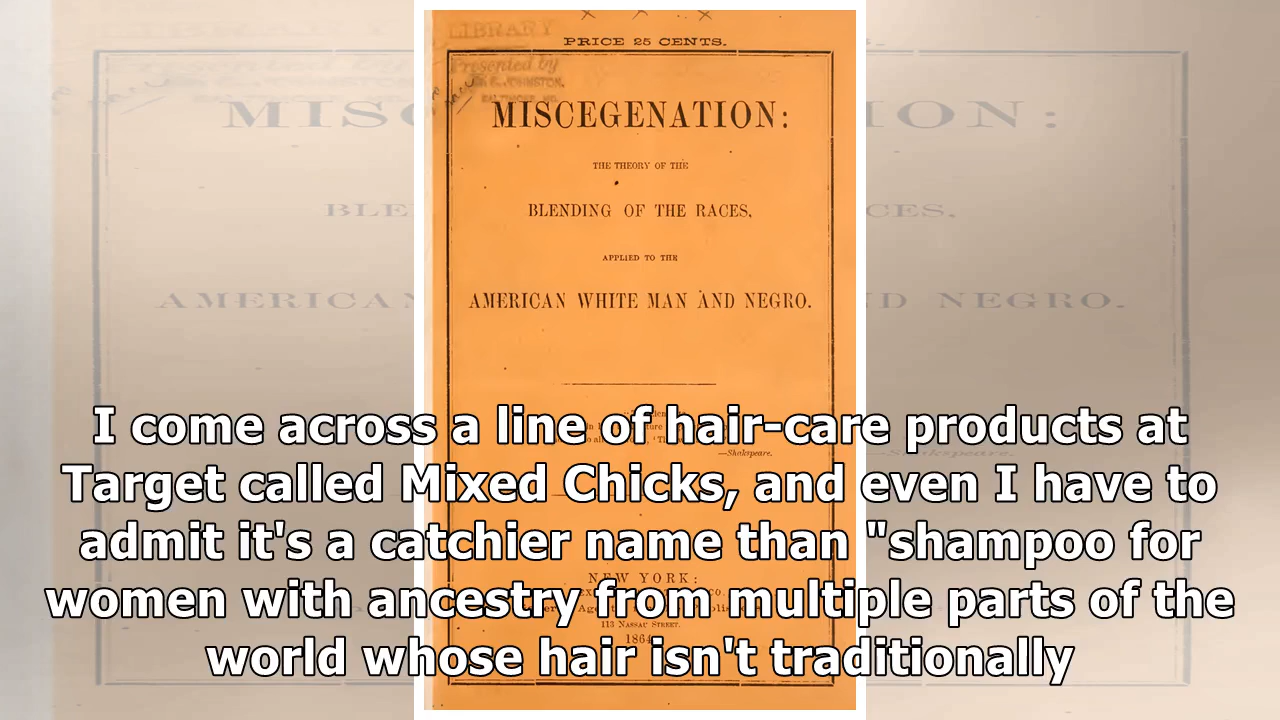 LIBRARY
PRICE 25 CENTS.
Presented by
MISCEGENATION:
THE THEORY OF THE
BLENDING OF THE RACES,
APPLIED TO THE
AMERICAN WHITE MAN AND NEGRO.
—Shakspeare.
I come across a line of hair-care products at
Target called Mixed Chicks, and even I have to
admit it's a catchier name than "shampoo for
women with ancestry from multiple parts of the
world whose hair isn't traditionally
NEW YORK:
113 NASSAU STREET.
1864